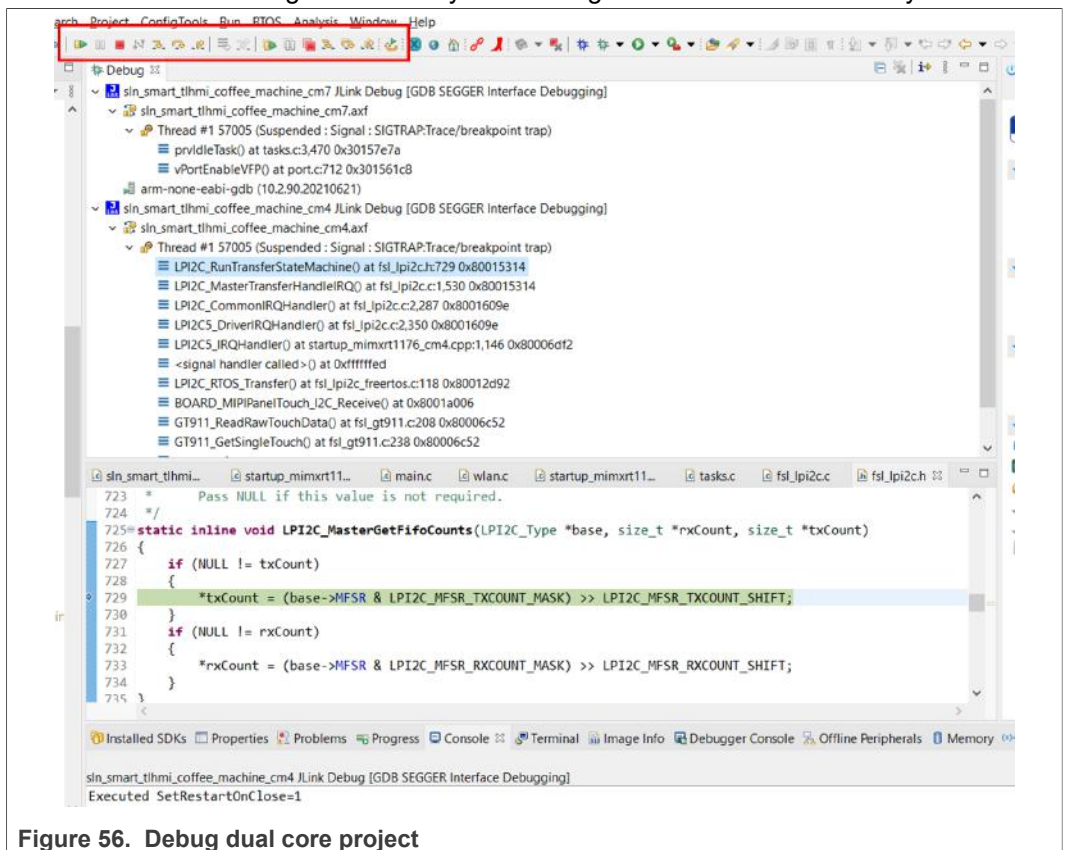 arch Project ConfigTools Run RTOS Analysis Window Help
Debug
sln_smart_tlhmi_coffee_machine_cm7 JLink Debug [GDB SEGGER Interface Debugging]
sln_smart_tlhmi_coffee_machine_cm7.axf
Thread #1 57005 (Suspended : Signal : SIGTRAP:Trace/breakpoint trap)
prvIdleTask() at tasks.c:3,470 0x30157e7a
vPortEnableVFP() at port.c:712 0x301561c8
arm-none-eabi-gdb (10.2.90.20210621)
sln_smart_tlhmi_coffee_machine_cm4 JLink Debug [GDB SEGGER Interface Debugging]
sln_smart_tlhmi_coffee_machine_cm4.axf
Thread #1 57005 (Suspended : Signal : SIGTRAP:Trace/breakpoint trap)
LPI2C_RunTransferStateMachine() at fsl_lpi2c.h:729 0x80015314
LPI2C_MasterTransferHandleIRQ() at fsl_lpi2c.c:1,530 0x80015314
LPI2C_CommonIRQHandler() at fsl_lpi2c.c:2,287 0x8001609e
LPI2C5_DriverIRQHandler() at fsl_lpi2c.c:2,350 0x8001609e
LPI2C5_IRQHandler() at startup_mimxrt1176_cm4.cpp:1,146 0x80006df2
<signal handler called>() at 0xffffffed
LPI2C_RTOS_Transfer() at fsl_lpi2c_freertos.c:118 0x80012d92
BOARD_MIPIPanelTouch_I2C_Receive() at 0x8001a006
GT911_ReadRawTouchData() at fsl_gt911.c:208 0x80006c52
GT911_GetSingleTouch() at fsl_gt911.c:238 0x80006c52
sln_smart_tlhmi... startup_mimxrt11... main.c wlan.c startup_mimxrt11... tasks.c fsl_lpi2c.c fsl_lpi2c.h
723 * Pass NULL if this value is not required.
724 */
725 static inline void LPI2C_MasterGetFifoCounts(LPI2C_Type *base, size_t *rxCount, size_t *txCount)
726 {
727 if (NULL != txCount)
728 {
729 *txCount = (base->MFSR & LPI2C_MFSR_TXCOUNT_MASK) >> LPI2C_MFSR_TXCOUNT_SHIFT;
730 }
731 if (NULL != rxCount)
732 {
733 *rxCount = (base->MFSR & LPI2C_MFSR_RXCOUNT_MASK) >> LPI2C_MFSR_RXCOUNT_SHIFT;
734 }
735 }
Installed SDKs Properties Problems Progress Console Terminal Image Info Debugger Console Offline Peripherals Memory
sln_smart_tlhmi_coffee_machine_cm4 JLink Debug [GDB SEGGER Interface Debugging]
Executed SetRestartOnClose=1
Figure 56. Debug dual core project